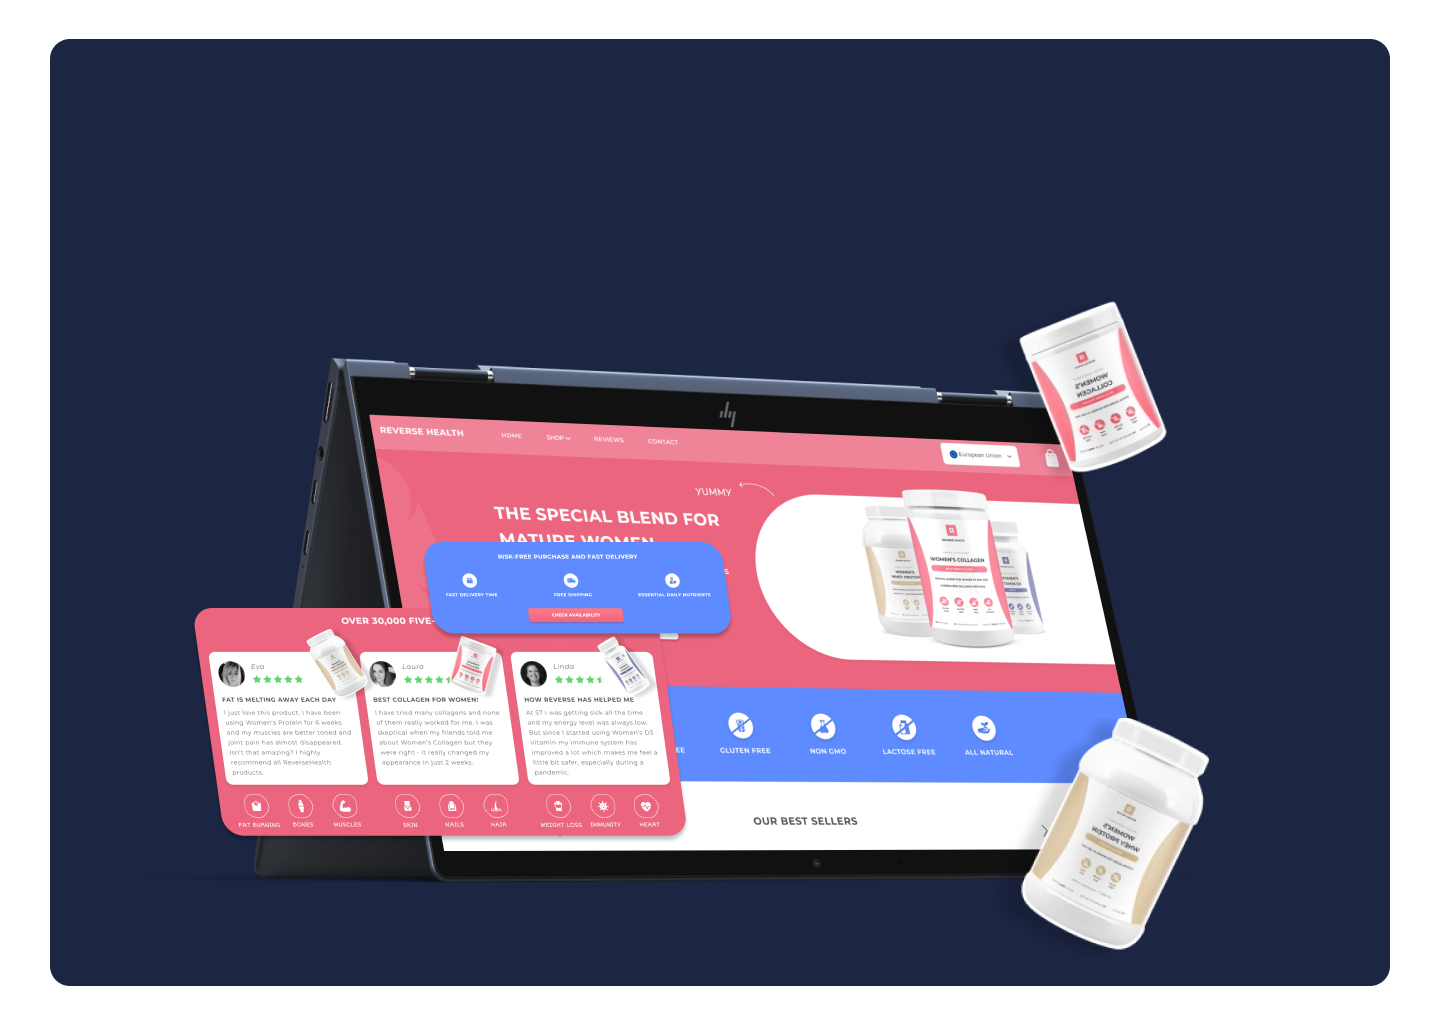 REVERSE HEALTH
HOME
SHOP
REVIEWS
CONTACT
European Union
YUMMY
THE SPECIAL BLEND FOR
MATURE WOMEN
RISK-FREE PURCHASE AND FAST DELIVERY
FAST DELIVERY TIME
FREE SHIPPING
ESSENTIAL DAILY NUTRIENTS
CHECK AVAILABILITY
REVERSE HEALTH
WOMEN'S COLLAGEN
WOMEN'S
COLLAGEN
OVER 30,000 FIVE-
Eva
FAT IS MELTING AWAY EACH DAY
I just love this product. I have been
using Women's Protein for 6 weeks
and my muscles are better toned and
joint pain has almost disappeared.
Isn't that amazing? I highly
recommend all ReverseHealth
products.
Laura
BEST COLLAGEN FOR WOMEN!
I have tried many collagens and none
of them really worked for me. I was
skeptical when my friends told me
about Women's Collagen but they
were right - it really changed my
appearance in just 2 weeks.
Linda
HOW REVERSE HAS HELPED ME
At 57 I was getting sick all the time
and my energy level was always low.
But since I started using Women's D3
Vitamin my immune system has
improved a lot which makes me feel a
little bit safer, especially during a
pandemic.
FAT BURNING
BONES
MUSCLES
SKIN
NAILS
HAIR
WEIGHT LOSS
IMMUNITY
HEART
EE
GLUTEN FREE
NON GMO
LACTOSE FREE
ALL NATURAL
OUR BEST SELLERS
WOMEN'S
WHEY PROTEIN